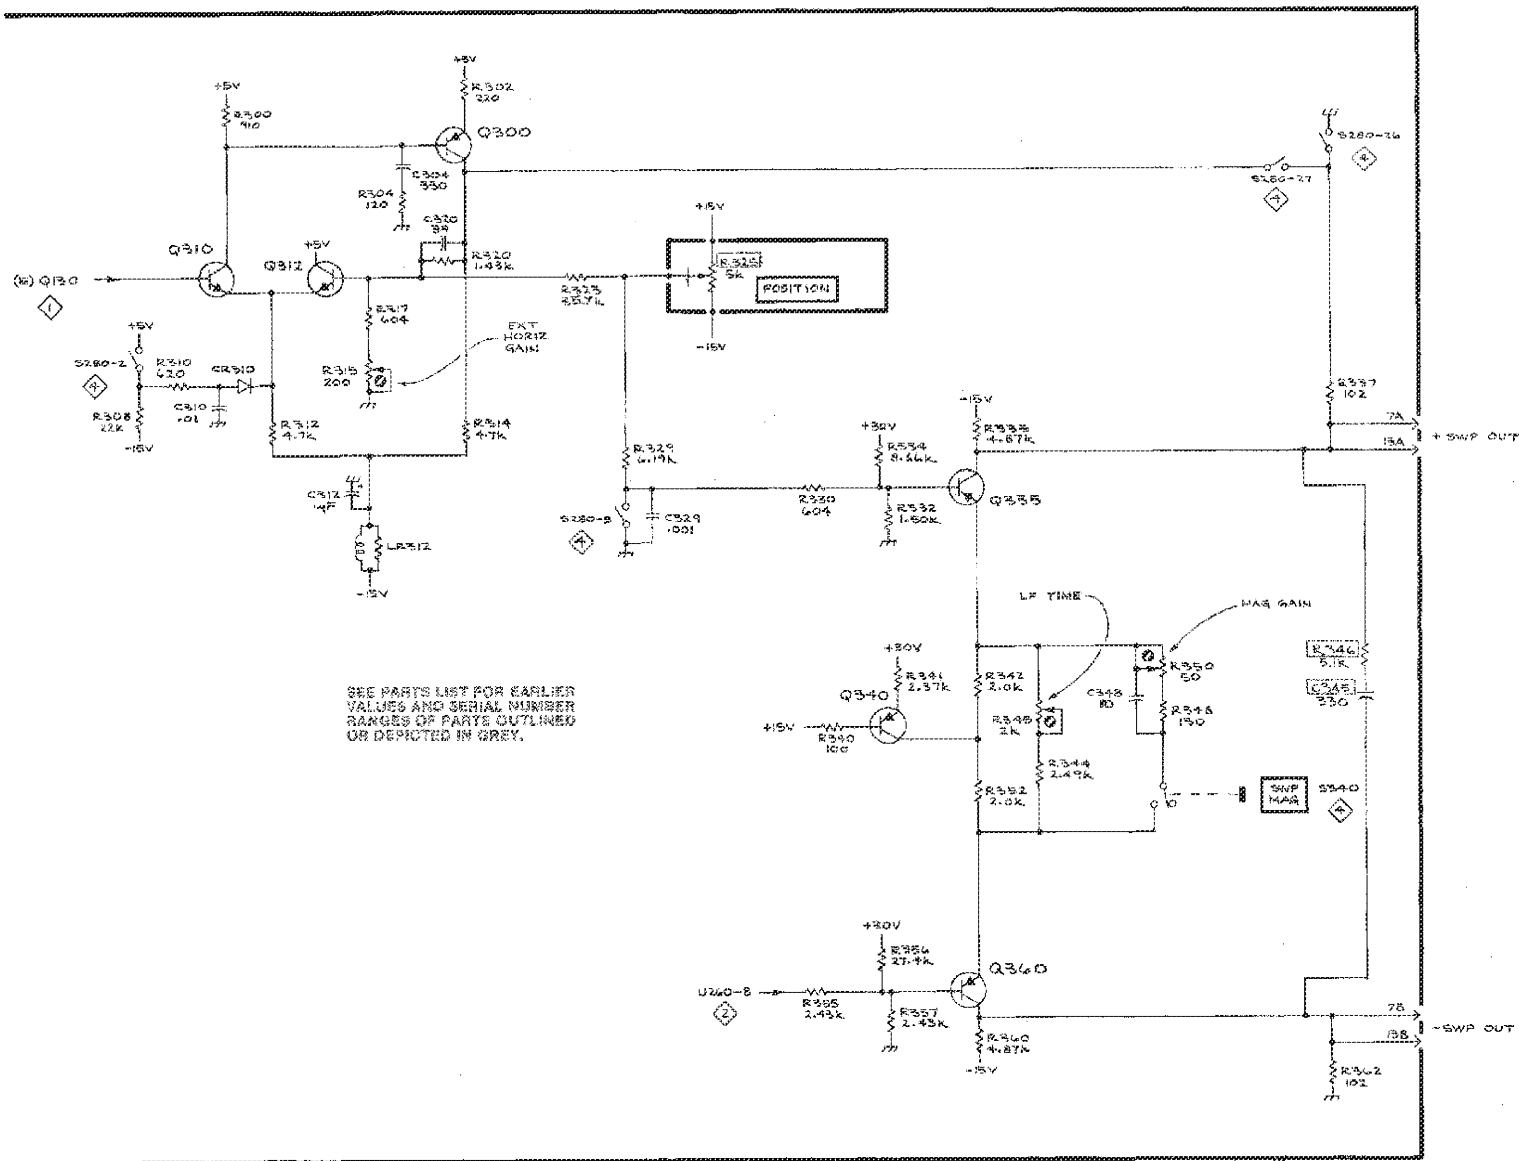 +5V
R302
220
+5V
R300
910
Q300
C304
330
R304
120
S280-26
S280-27
4
C320
R320
1.43K
+15V
R325
5K
POSITION
-15V
Q310
Q312
+5V
Q130
1
R323
R317
604
EXT
HORIZ
GAIN
R315
200
+5V
S280-2
4
R310
620
CR310
C310
.01
R308
22K
-15V
R312
4.7K
R314
4.7K
C312
LR312
-15V
R329
6.19K
S280-8
4
C329
.001
R330
604
+30V
R334
8.66K
R332
1.50K
-15V
R333
4.87K
Q335
R337
102
7A
13A
+ SWP OUT
LF TIME
MAG GAIN
+30V
R341
2.37K
R342
2.0K
R350
50
C348
R348
130
R346
5.1K
C345
330
Q340
+15V
R340
100
R345
2K
R344
2.49K
R352
2.0K
SWP
MAG
S340
4
SEE PARTS LIST FOR EARLIER
VALUES AND SERIAL NUMBER
RANGES OF PARTS OUTLINED
OR DEPICTED IN GREY.
+30V
R356
27.4K
Q360
U260-8
2
R355
2.43K
R357
2.43K
R360
4.87K
-15V
7B
13B
- SWP OUT
R362
102